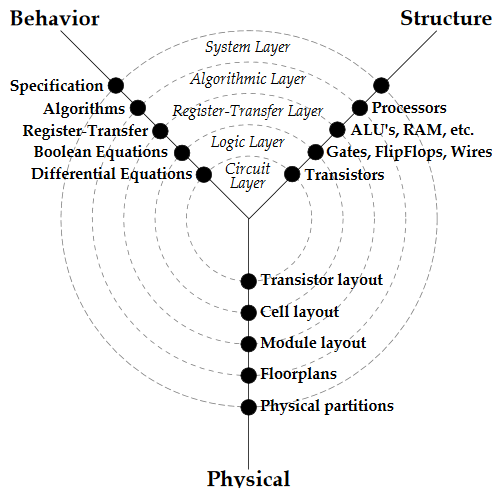 Behavior
Structure
System Layer
Algorithmic Layer
Register-Transfer Layer
Logic Layer
Circuit
Layer
Specification
Algorithms
Register-Transfer
Boolean Equations
Differential Equations
Processors
ALU's, RAM, etc.
Gates, FlipFlops, Wires
Transistors
Transistor layout
Cell layout
Module layout
Floorplans
Physical partitions
Physical